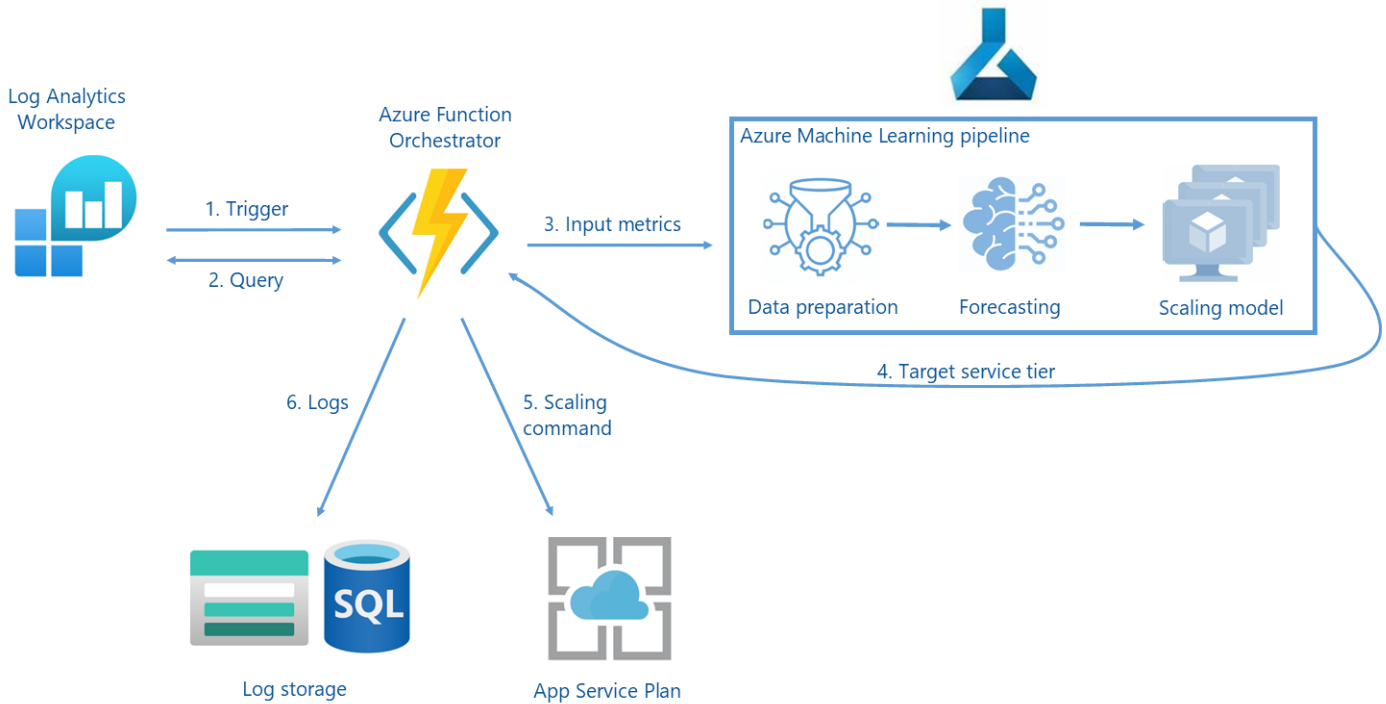 Log Analytics
Workspace
Azure Function
Orchestrator
Azure Machine Learning pipeline
1. Trigger
2. Query
3. Input metrics
Data preparation
Forecasting
Scaling model
4. Target service tier
6. Logs
5. Scaling
command
SQL
Log storage
App Service Plan